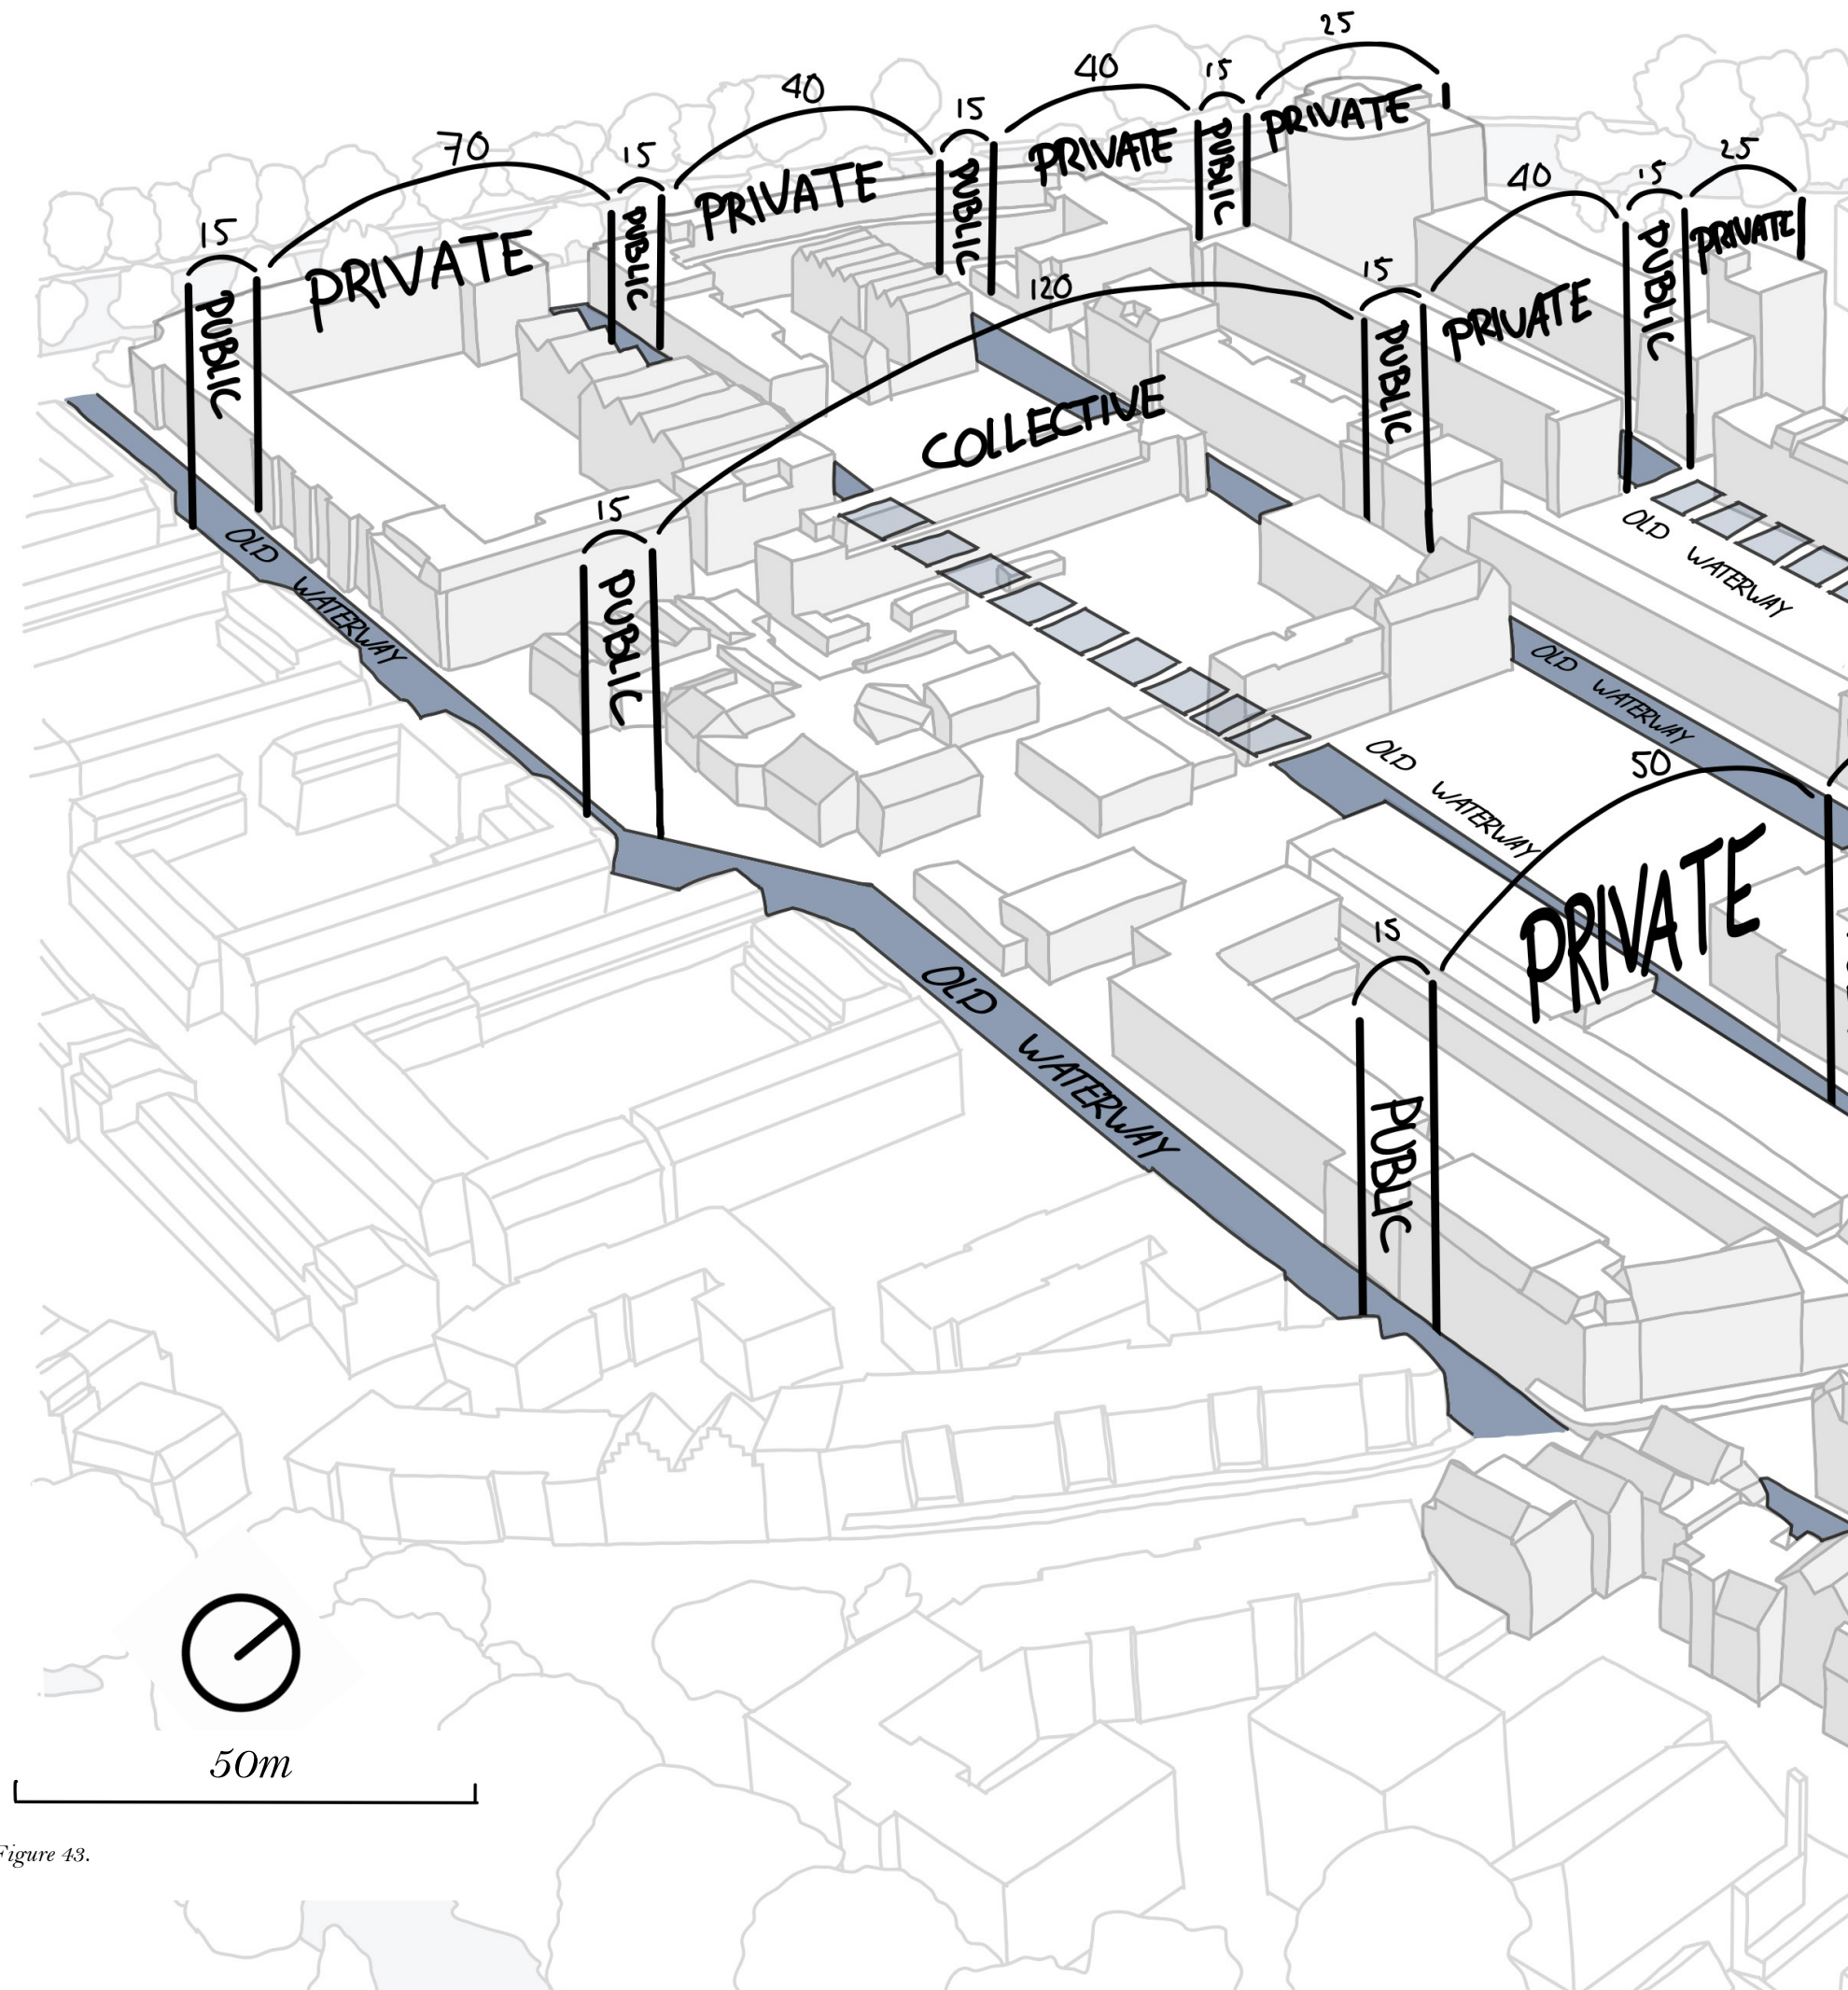 25
40
15
40
15
70
15
15
PRIVATE
PUBLIC
PRIVATE
PUBLIC
PRIVATE
PUBLIC
PRIVATE
PUBLIC
40
15
25
PRIVATE
PUBLIC
PRIVATE
120
15
PUBLIC
COLLECTIVE
15
PUBLIC
OLD WATERWAY
OLD WATERWAY
OLD WATERWAY
OLD WATERWAY
50
PRIVATE
15
PUBLIC
OLD WATERWAY
50m
Figure 43.